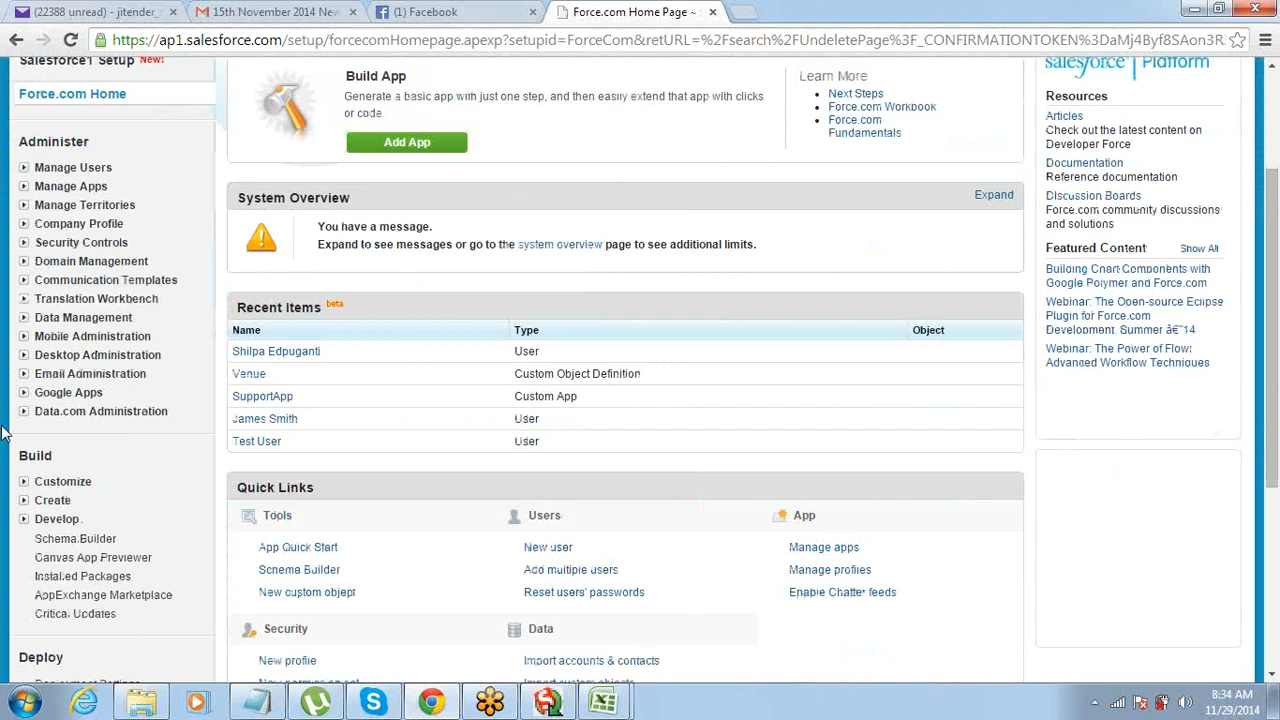 (22388 unread) - jitender_
15th November 2014 New
(1) Facebook
Force.com Home Page ~
https://ap1.salesforce.com/setup/forcecomHomepage.apexp?setupid=ForceCom&retURL=%2Fsearch%2FUndeletePage%3F_CONFIRMATIONTOKEN%3DaMj4Byf8SAon3R
Salesforce1 Setup New!
Force.com Home
Administer
Manage Users
Manage Apps
Manage Territories
Company Profile
Security Controls
Domain Management
Communication Templates
Translation Workbench
Data Management
Mobile Administration
Desktop Administration
Email Administration
Google Apps
Data.com Administration
Build
Customize
Create
Develop
Schema Builder
Canvas App Previewer
Installed Packages
AppExchange Marketplace
Critical Updates
Deploy
Deployment Settings
Build App
Generate a basic app with just one step, and then easily extend that app with clicks
or code.
Add App
Learn More
Next Steps
Force.com Workbook
Force.com
Fundamentals
System Overview
Expand
You have a message.
Expand to see messages or go to the system overview page to see additional limits.
Recent Items beta
Name Type Object
Shilpa Edpuganti User
Venue Custom Object Definition
SupportApp Custom App
James Smith User
Test User User
Quick Links
Tools Users App
App Quick Start New user Manage apps
Schema Builder Add multiple users Manage profiles
New custom object Reset users' passwords Enable Chatter feeds
Security Data
New profile Import accounts & contacts
New permission set Import custom objects
salesforce Platform
Resources
Articles
Check out the latest content on
Developer Force
Documentation
Reference documentation
Discussion Boards
Force.com community discussions
and solutions
Featured Content Show All
Building Chart Components with
Google Polymer and Force.com
Webinar: The Open-source Eclipse
Plugin for Force.com
Development: Summer â€™14
Webinar: The Power of Flow:
Advanced Workflow Techniques
8:34 AM
11/29/2014